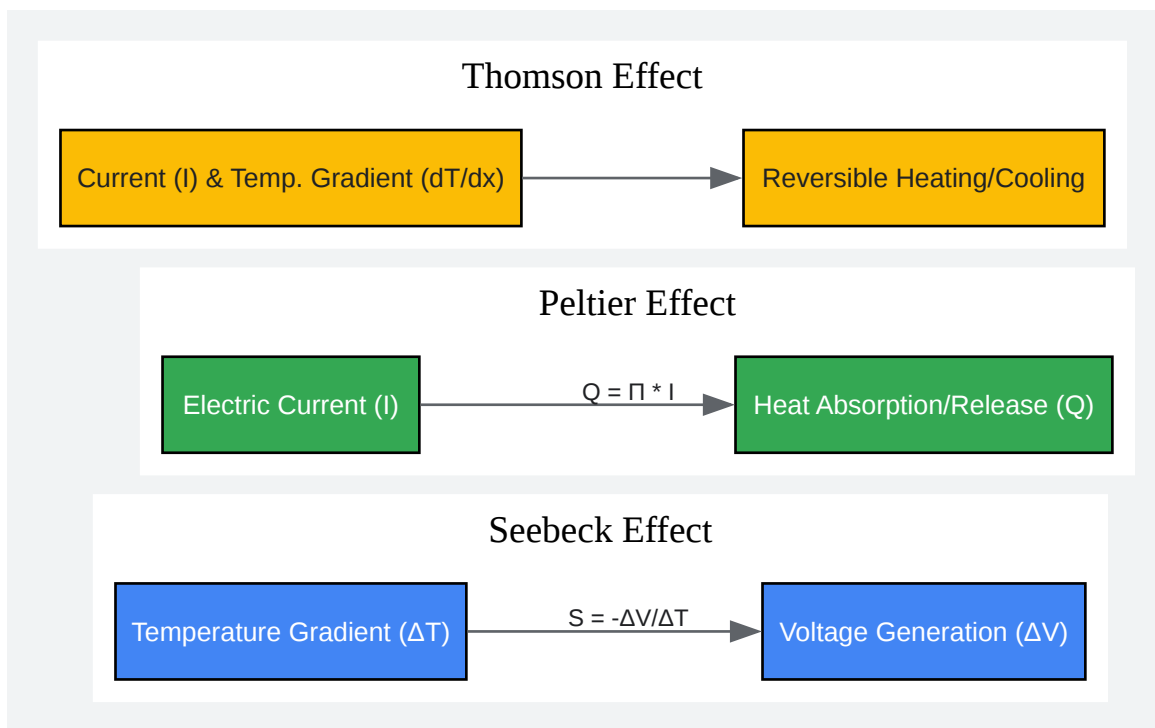 Thomson Effect
Current (I) & Temp. Gradient (dT/dx)
Reversible Heating/Cooling
Peltier Effect
Electric Current (I)
Q = Π * I
Heat Absorption/Release (Q)
Seebeck Effect
Temperature Gradient (ΔT)
S = -ΔV/ΔT
Voltage Generation (ΔV)